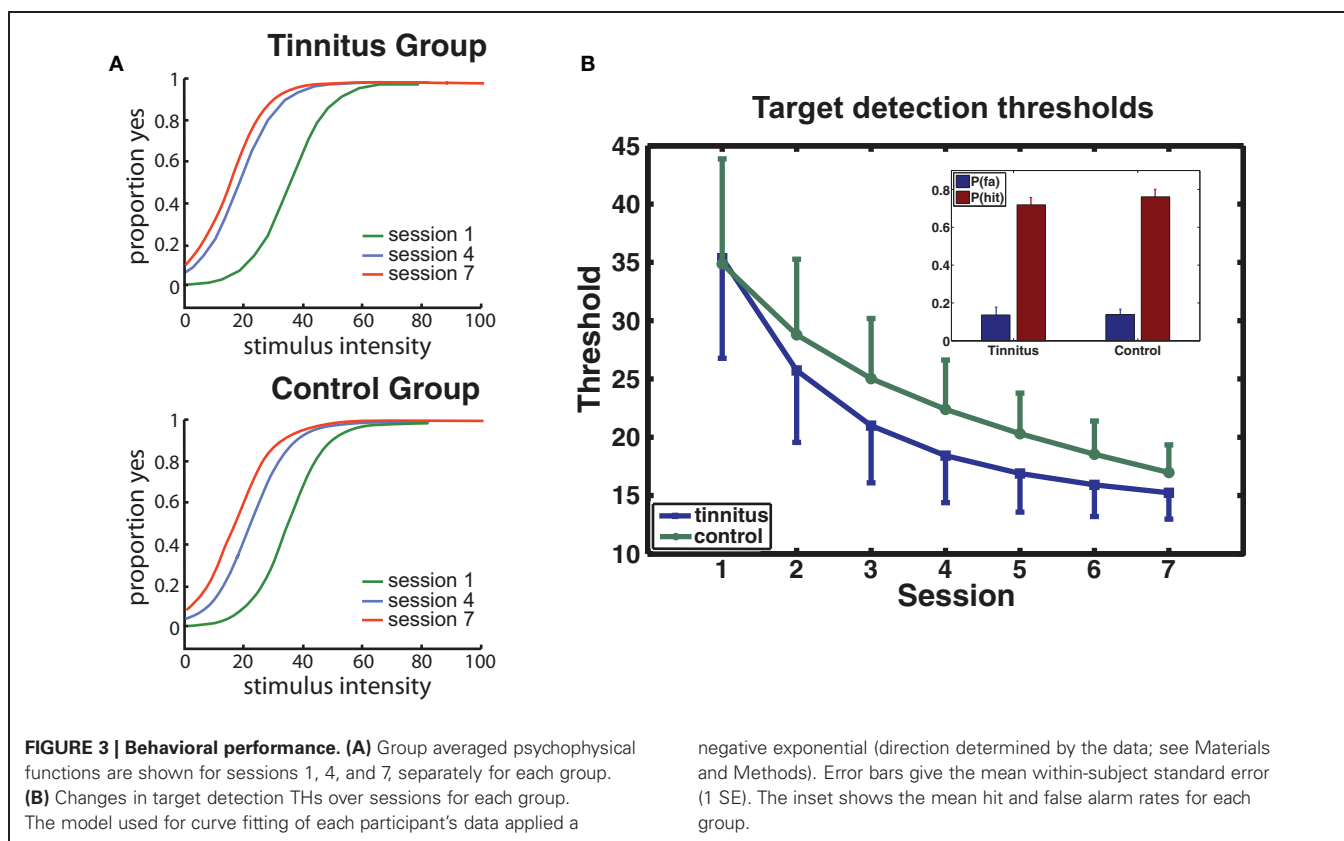 Tinnitus Group
A
1
0.8
0.6
0.4
0.2
0
proportion yes
session 1
session 4
session 7
0 20 40 60 80 100
stimulus intensity
Control Group
1
0.8
0.6
0.4
0.2
0
proportion yes
session 1
session 4
session 7
0 20 40 60 80 100
stimulus intensity
B
Target detection thresholds
45
40
35
30
25
20
15
10
Threshold
P(fa)
P(hit)
0.8
0.6
0.4
0.2
0
Tinnitus Control
tinnitus
control
1 2 3 4 5 6 7
Session
FIGURE 3 | Behavioral performance. (A) Group averaged psychophysical
functions are shown for sessions 1, 4, and 7, separately for each group.
(B) Changes in target detection THs over sessions for each group.
The model used for curve fitting of each participant's data applied a
negative exponential (direction determined by the data; see Materials
and Methods). Error bars give the mean within-subject standard error
(1 SE). The inset shows the mean hit and false alarm rates for each
group.